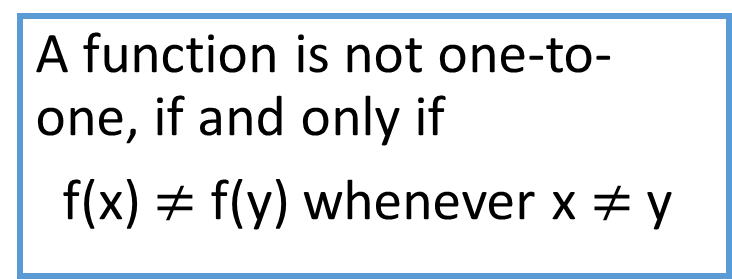 A function is not one-to-
one, if and only if
f(x) ≠ f(y) whenever x ≠ y